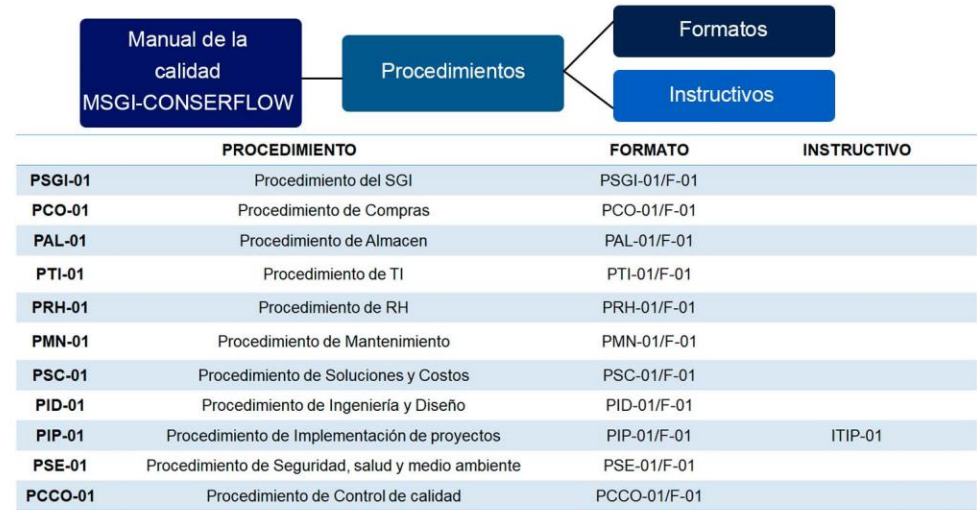 Manual de la
calidad
MSGI-CONSERFLOW
Procedimientos
Formatos
Instructivos
PROCEDIMIENTO FORMATO INSTRUCTIVO
PSGI-01 Procedimiento del SGI PSGI-01/F-01
PCO-01 Procedimiento de Compras PCO-01/F-01
PAL-01 Procedimiento de Almacen PAL-01/F-01
PTI-01 Procedimiento de TI PTI-01/F-01
PRH-01 Procedimiento de RH PRH-01/F-01
PMN-01 Procedimiento de Mantenimiento PMN-01/F-01
PSC-01 Procedimiento de Soluciones y Costos PSC-01/F-01
PID-01 Procedimiento de Ingeniería y Diseño PID-01/F-01
PIP-01 Procedimiento de Implementación de proyectos PIP-01/F-01 ITIP-01
PSE-01 Procedimiento de Seguridad, salud y medio ambiente PSE-01/F-01
PCCO-01 Procedimiento de Control de calidad PCCO-01/F-01